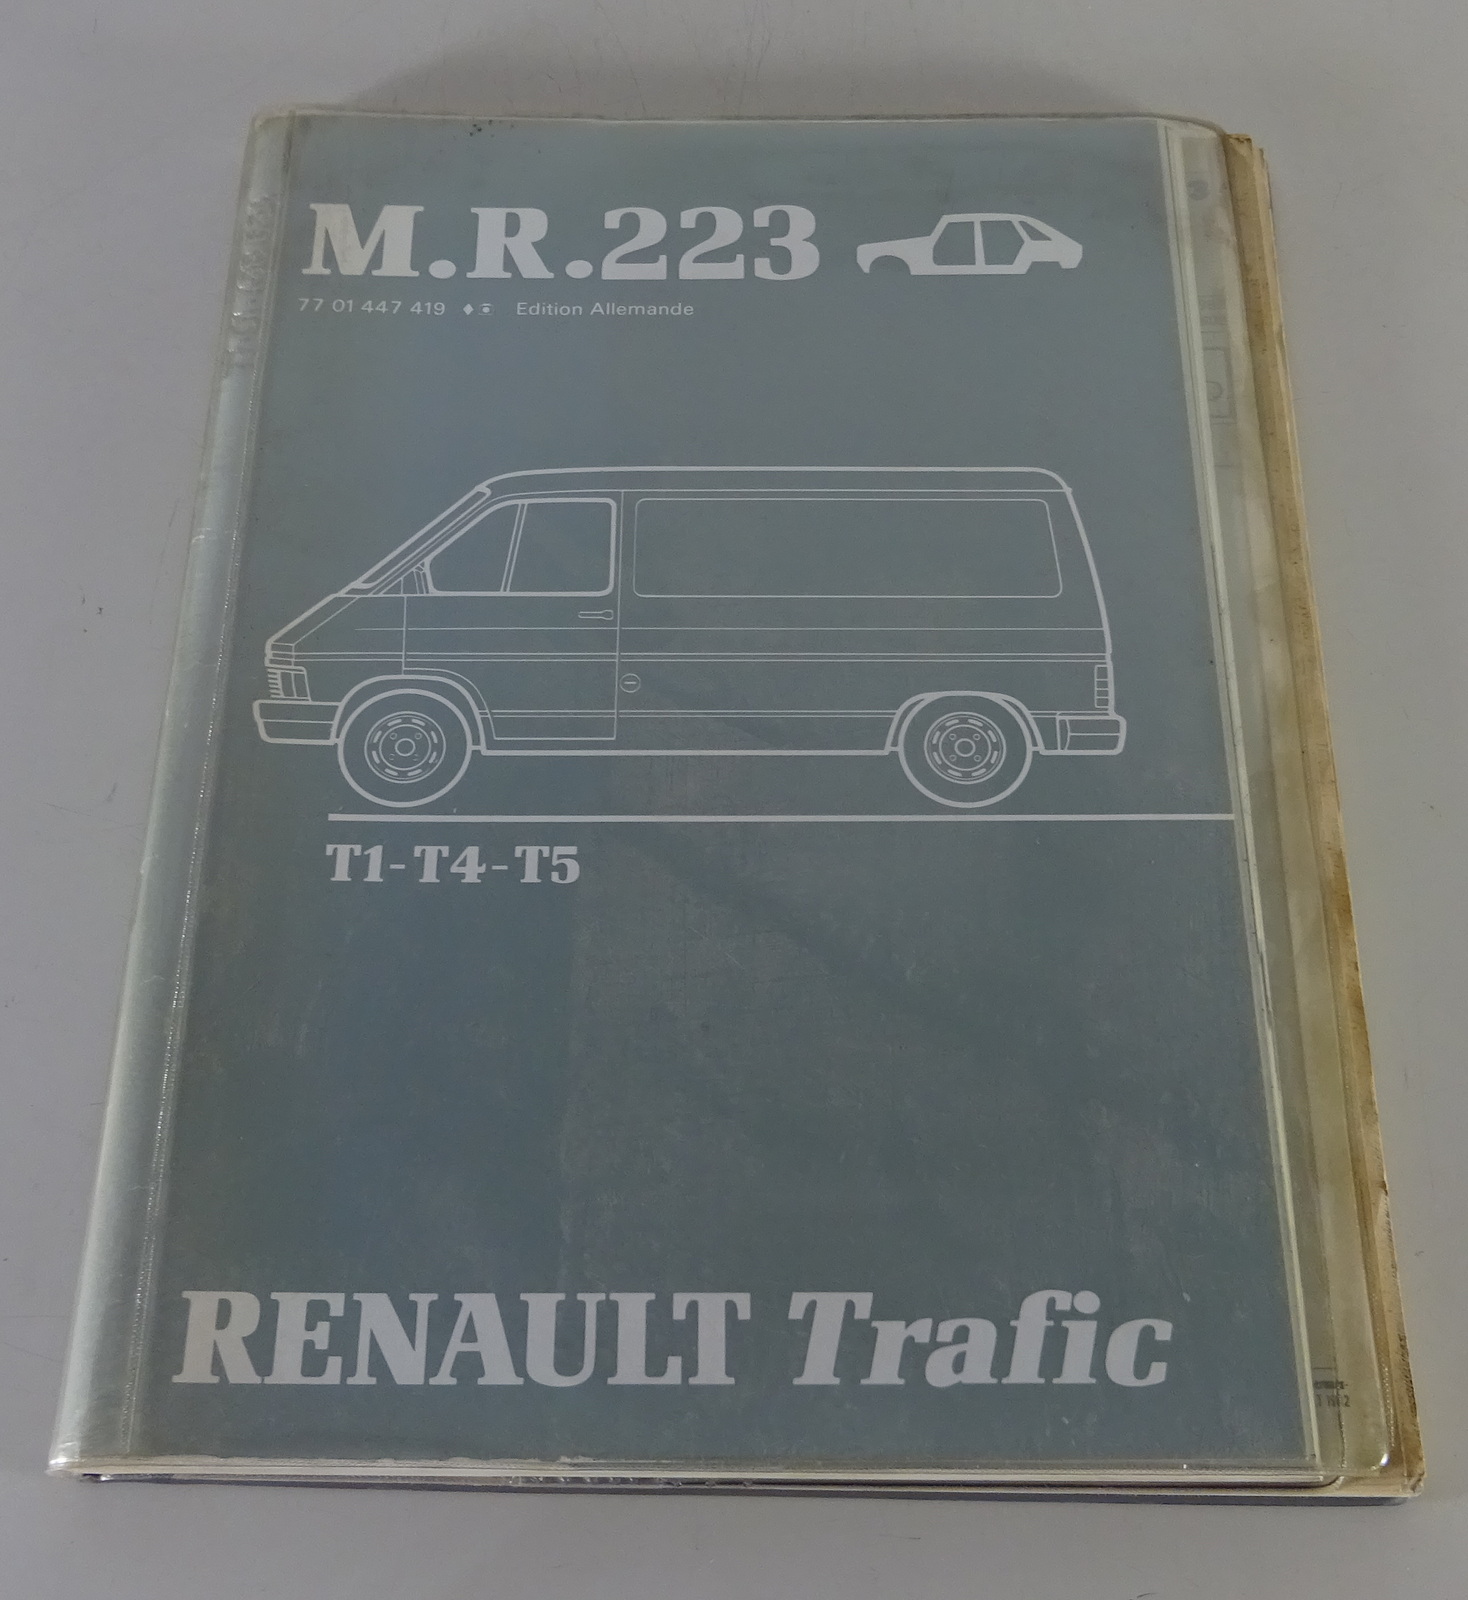 M.R.223
77 01 447 419 Edition Allemande
T1-T4-T5
RENAULT Trafic